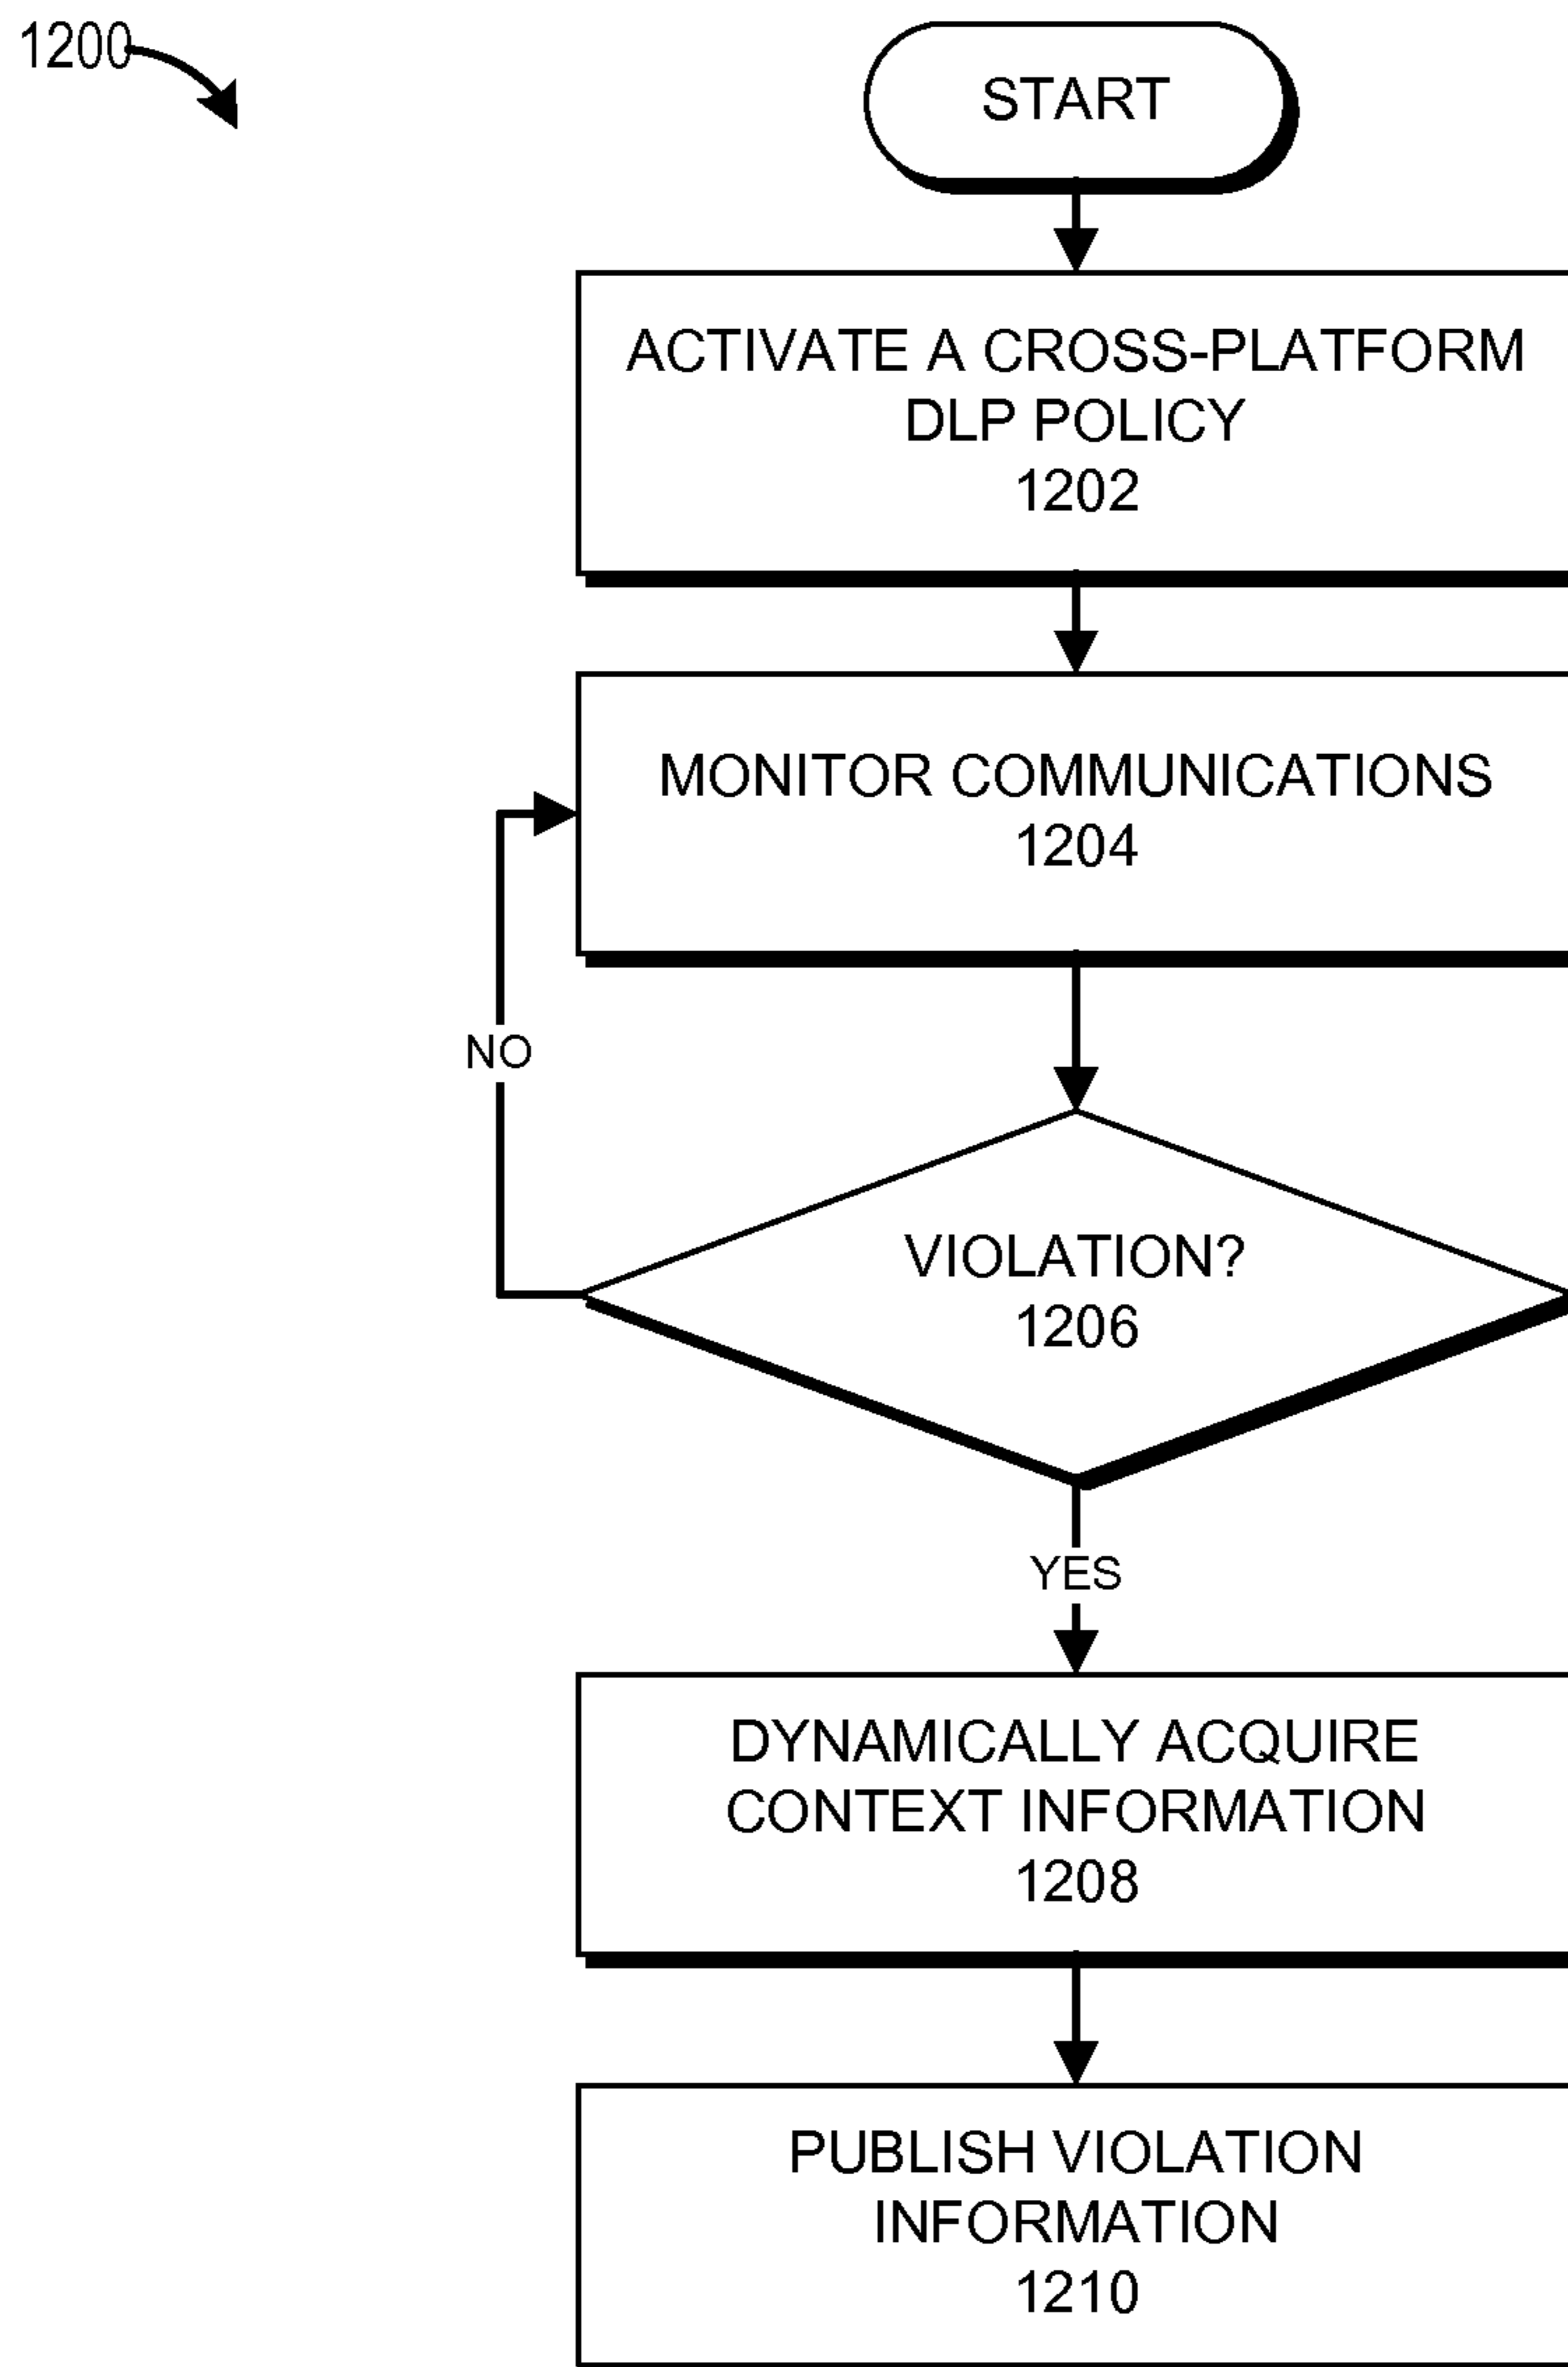 1200
START
ACTIVATE A CROSS-PLATFORM
DLP POLICY
1202
MONITOR COMMUNICATIONS
1204
NO
VIOLATION?
1206
YES
DYNAMICALLY ACQUIRE
CONTEXT INFORMATION
1208
PUBLISH VIOLATION
INFORMATION
1210